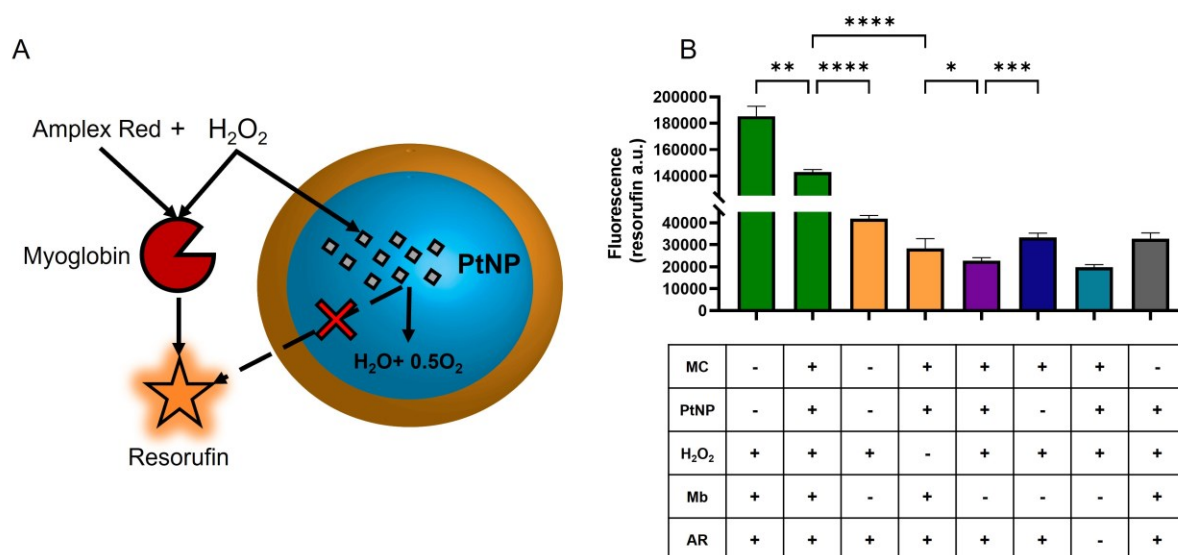 A
Amplex Red + H₂O₂
Myoglobin
PtNP
H₂O+ 0.5O₂
Resorufin
B
****
** **** * ***
Fluorescence
(resorufin a.u.)
200000
180000
160000
140000
40000
30000
20000
10000
0
MC - + - + + + + -
PtNP - + - + + - + +
H₂O₂ + + + - + + + +
Mb + + - + - - - +
AR + + + + + + - +